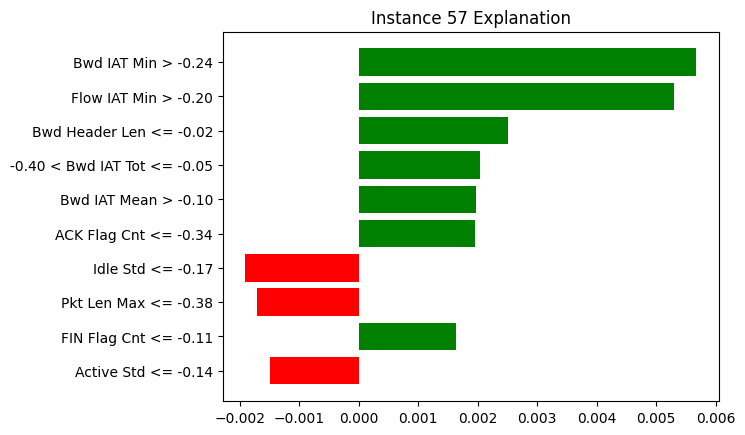 Instance 57 Explanation
Bwd IAT Min > -0.24
Flow IAT Min > -0.20
Bwd Header Len <= -0.02
-0.40 < Bwd IAT Tot <= -0.05
Bwd IAT Mean > -0.10
ACK Flag Cnt <= -0.34
Idle Std <= -0.17
Pkt Len Max <= -0.38
FIN Flag Cnt <= -0.11
Active Std <= -0.14
−0.002 −0.001 0.000 0.001 0.002 0.003 0.004 0.005 0.006